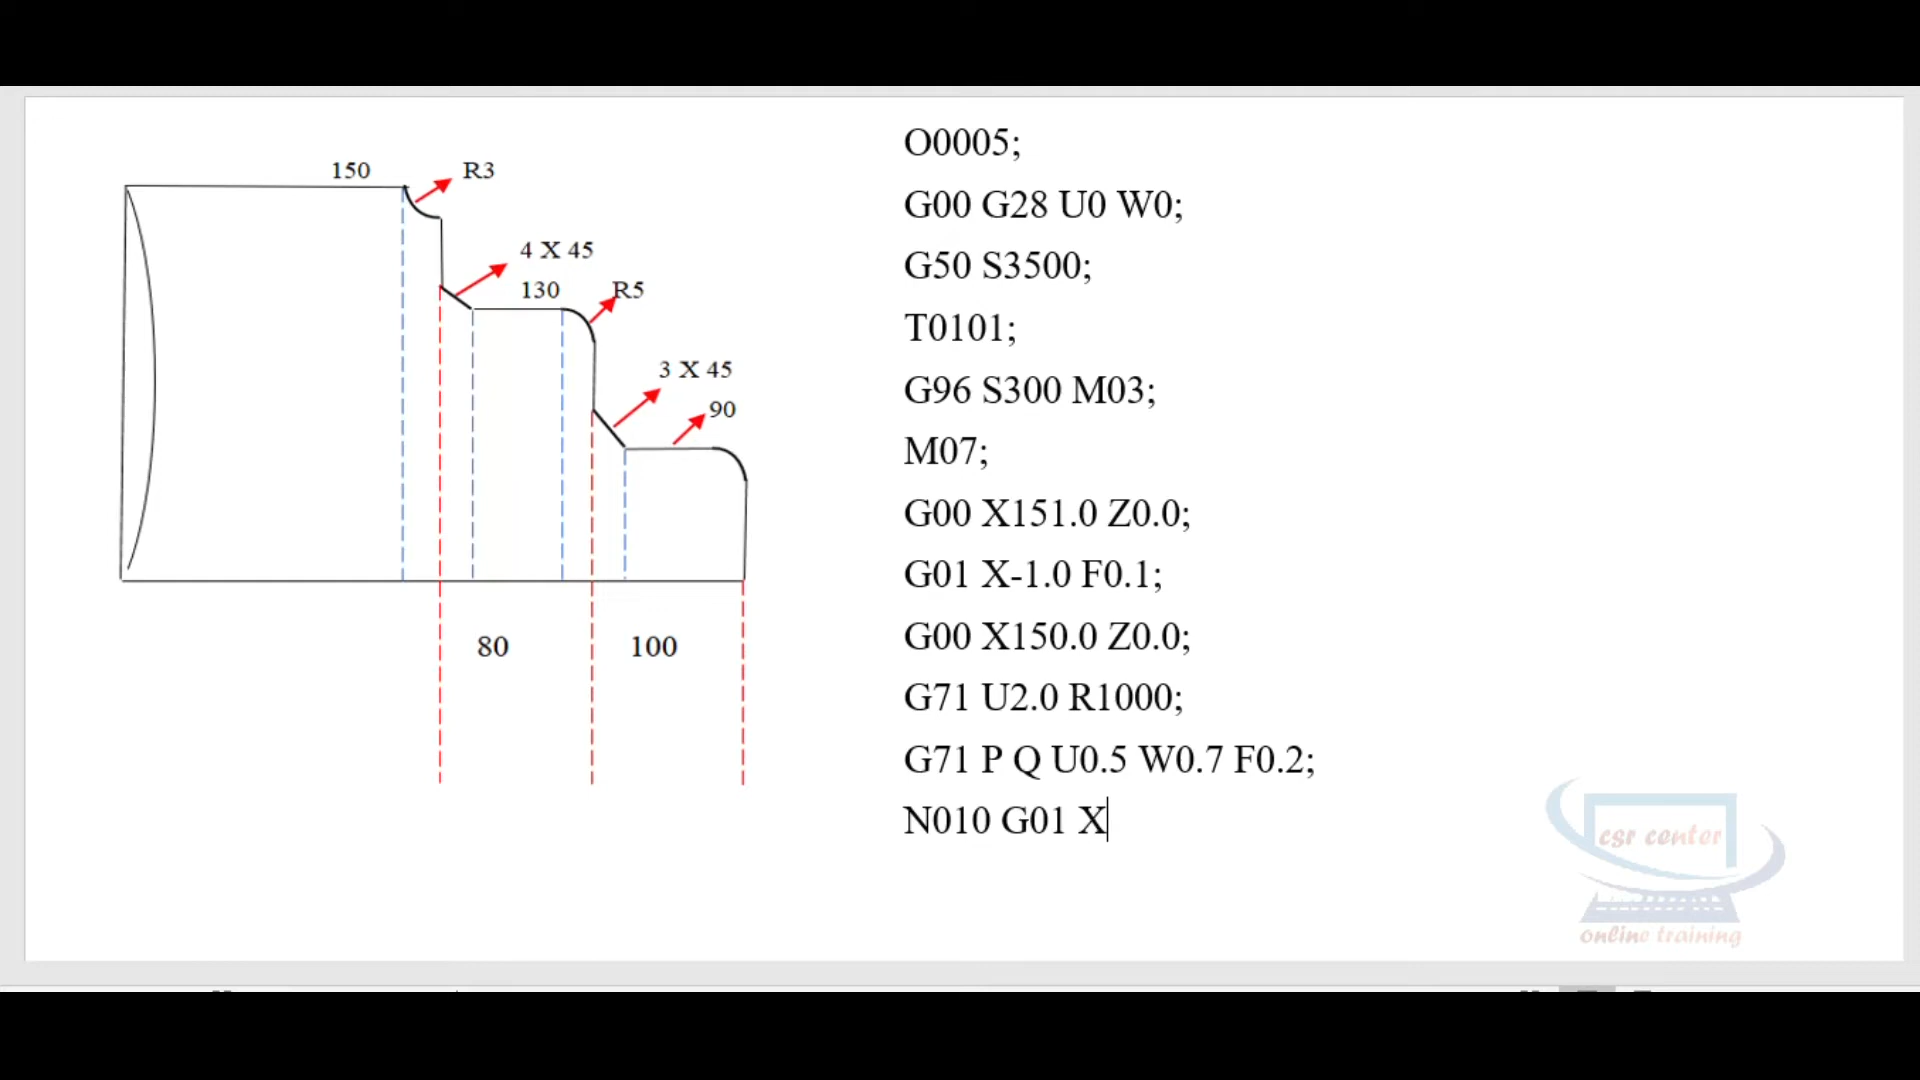 150
R3
4 X 45
130
R5
3 X 45
90
80
100
O0005;
G00 G28 U0 W0;
G50 S3500;
T0101;
G96 S300 M03;
M07;
G00 X151.0 Z0.0;
G01 X-1.0 F0.1;
G00 X150.0 Z0.0;
G71 U2.0 R1000;
G71 P Q U0.5 W0.7 F0.2;
N010 G01 X
csr center
online training